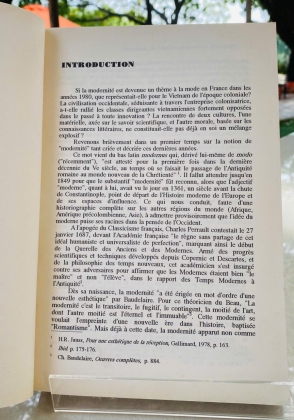 INTRODUCTION
Si la modernité est devenue un thème à la mode en France dans les
années 1980, que représentait-elle pour le Vietnam de l'époque coloniale?
La civilisation occidentale, séduisante à travers l'entreprise colonisatrice,
a-t-elle rallié les classes dirigeantes vietnamiennes fortement opposées
dans le passé à toute innovation ? La rencontre de deux cultures, l'une
matérielle, axée sur le savoir scientifique, et l'autre morale, basée sur les
connaissances littéraires, ne constituait-elle pas déjà en soi un mélange
explosif ?
Revenons brièvement dans un premier temps sur la notion de
"modernité" tant criée et décriée ces dernières années.
Ce mot vient du bas latin modernus qui, dérivé lui-même de modo
("récemment"), "est attesté pour la première fois dans la dernière
décennie du Ve siècle, au temps où se faisait le passage de l'Antiquité
romaine au nouveau monde de la Chrétienté" 1. Il fallut attendre jusqu'en
1849 pour que le substantif "modernité" fût reconnu, alors que l'adjectif
"moderne", quant à lui, avait vu le jour en 1361, un siècle avant la chute
de Constantinople, point de départ de l'Histoire moderne de l'Europe et
de ses dépendances. Ce qui nous conduit, faute d'une
historiographie complète sur les autres régions du monde (Afrique,
Amérique précolombienne, Asie), à admettre provisoirement que l'idée de
moderne puise ses racines dans la pensée de l'Occident.
A l'apogée du Classicisme français, Charles Perrault contestait le 27
janvier 1687, devant l'Académie française "le règne sans partage de cet
idéal humaniste et universaliste de perfection", marquant ainsi le début
de la Querelle des Anciens et des Modernes. Armé des progrès
scientifiques et techniques développés depuis Copernic et Descartes, et
de la philosophie des temps nouveaux, cet académicien s'est insurgé
contre ses adversaires pour affirmer que les Modernes étaient bien "le
maître" et non "l'élève", dans le rapport des Temps Modernes à
l'Antiquité2.
Dès sa naissance, la modernité "a été érigée en mot d'ordre d'une
nouvelle esthétique" par Baudelaire. Pour ce théoricien du Beau, "La
modernité c'est le transitoire, le fugitif, le contingent, la moitié de l'art,
dont l'autre moitié est l'éternel et l'immuable"3. Cette modernité se
voulait l'empreinte d'une nouvelle ère dans l'histoire, baptisée
"Romantisme". Mais déjà à cette date, la modernité apparut non comme
1 H.R. Jauss, Pour une esthétique de la réception, Gallimard, 1978, p. 163.
2 Ibid p. 175-176.
3 Ch. Baudelaire, Oeuvres complètes, p. 884.